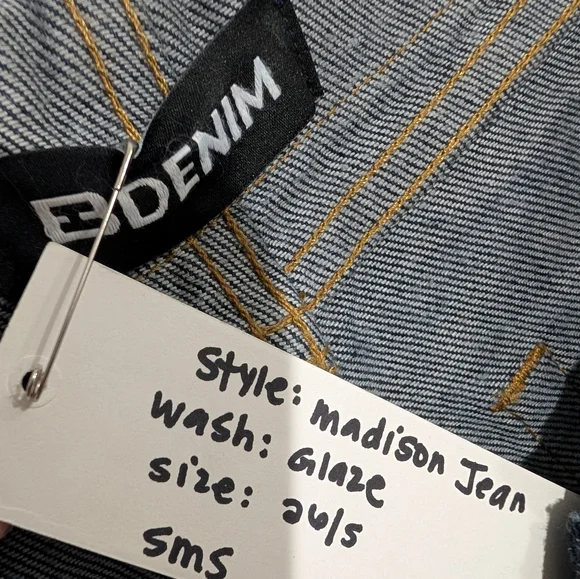 EB DENIM
Style: madison Jean
wash: Glaze
size: 26/s
sms